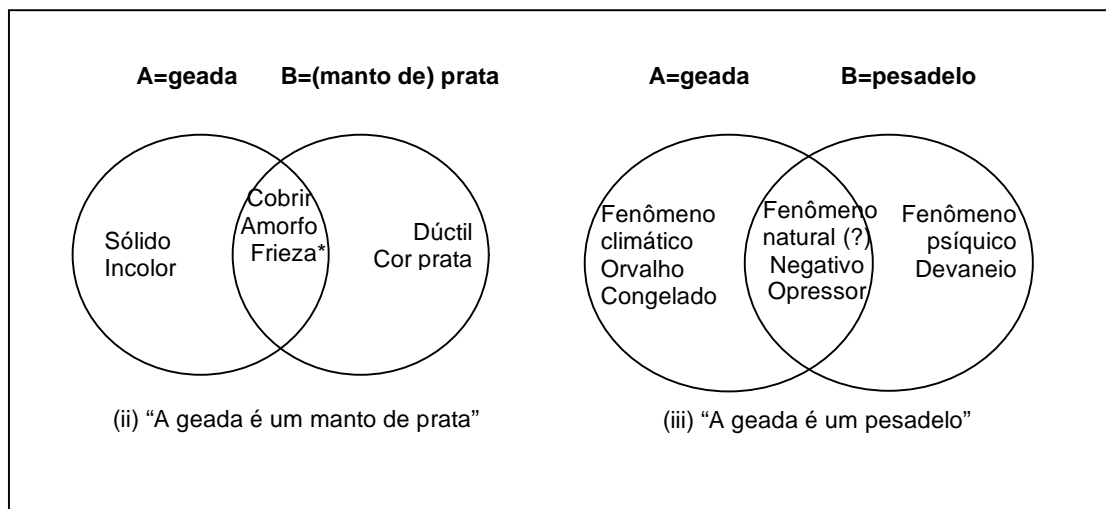 A=geada
B=(manto de) prata
Sólido
Incolor
Cobrir
Amorfo
Frieza*
Dúctil
Cor prata
(ii) “A geada é um manto de prata”
A=geada
B=pesadelo
Fenômeno
climático
Orvalho
Congelado
Fenômeno
natural (?)
Negativo
Opressor
Fenômeno
psíquico
Devaneio
(iii) “A geada é um pesadelo”